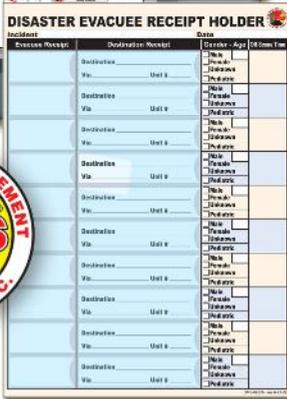 DISASTER EVACUEE RECEIPT HOLDER
Incident Date
Evacuee Receipt Destination Receipt Gender - Age Off Scene Time
Destination
Via Unit #
Male
Female
Unknown
Pediatric
Destination
Via Unit #
Male
Female
Unknown
Pediatric
Destination
Via Unit #
Male
Female
Unknown
Pediatric
Destination
Via Unit #
Male
Female
Unknown
Pediatric
Destination
Via Unit #
Male
Female
Unknown
Pediatric
Destination
Via Unit #
Male
Female
Unknown
Pediatric
Destination
Via Unit #
Male
Female
Unknown
Pediatric
Destination
Via Unit #
Male
Female
Unknown
Pediatric
Destination
Via Unit #
Male
Female
Unknown
Pediatric
Destination
Via Unit #
Male
Female
Unknown
Pediatric
EMENT
C.